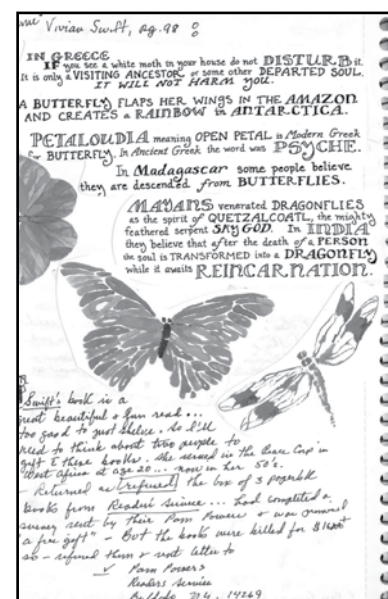 Vivian Swift, pg. 98 :
IN GREECE
IF you see a white moth in your house do not DISTURB it.
It is only a VISITING ANCESTOR or some other DEPARTED SOUL.
IT WILL NOT HARM YOU.
A BUTTERFLY FLAPS HER WINGS IN THE AMAZON
AND CREATES A RAINBOW in ANTARCTICA.
PETALOUDIA meaning OPEN PETAL is Modern Greek
for BUTTERFLY. In Ancient Greek the word was PSYCHE.
In Madagascar some people believe
they are descended from BUTTERFLIES.
MAYANS venerated DRAGONFLIES
as the spirit of QUETZALCOATL, the mighty
feathered serpent SKY GOD. In INDIA
they believe that after the death of a PERSON
the soul is TRANSFORMED into a DRAGONFLY
while it awaits REINCARNATION.
Swift's book is a
great beautiful & fun read...
too good to just shelve. So I'll
need to think about two people to
gift these books. She served in the Peace Corp in
West Africa at age 20... now in her 50's.
- Returned as "refused" the box of 3
books from Readers Service... had completed a
survey sent by their Pam Powers & was
a free gift" - But the books were billed for
so - refused them & sent letter to
Pam Powers
Readers Service
Buffalo N.Y. 14269